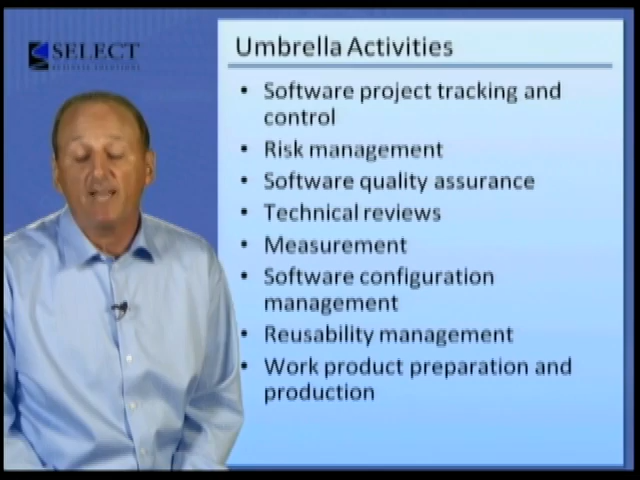 SELECT
Umbrella Activities
• Software project tracking and
control
• Risk management
• Software quality assurance
• Technical reviews
• Measurement
• Software configuration
management
• Reusability management
• Work product preparation and
production